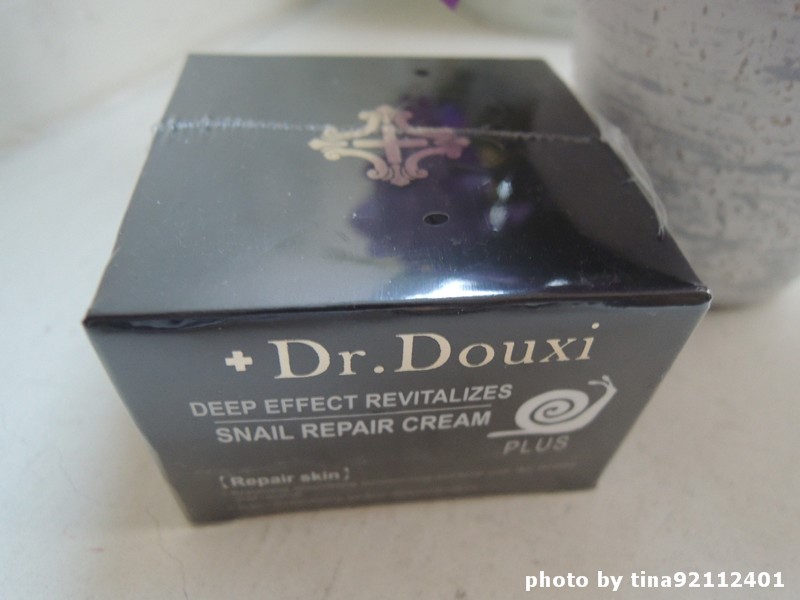 +Dr.Douxi
DEEP EFFECT REVITALIZES
SNAIL REPAIR CREAM
PLUS
[Repair skin]
photo by tina92112401